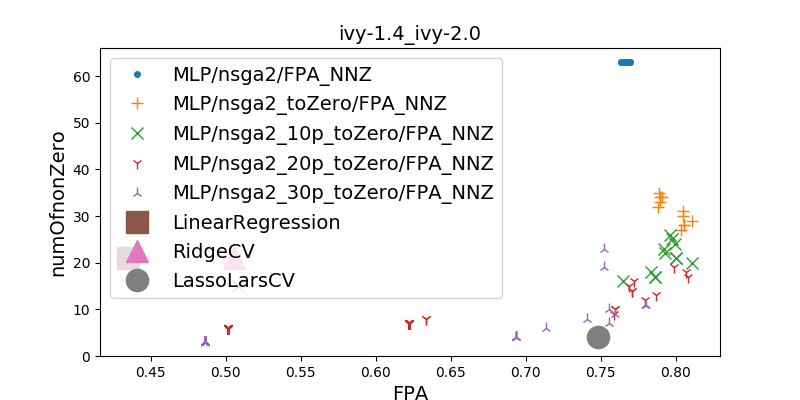 ivy-1.4_ivy-2.0
numOfnonZero
60
50
40
30
20
10
0
MLP/nsga2/FPA_NNZ
MLP/nsga2_toZero/FPA_NNZ
MLP/nsga2_10p_toZero/FPA_NNZ
MLP/nsga2_20p_toZero/FPA_NNZ
MLP/nsga2_30p_toZero/FPA_NNZ
LinearRegression
RidgeCV
LassoLarsCV
0.45 0.50 0.55 0.60 0.65 0.70 0.75 0.80
FPA